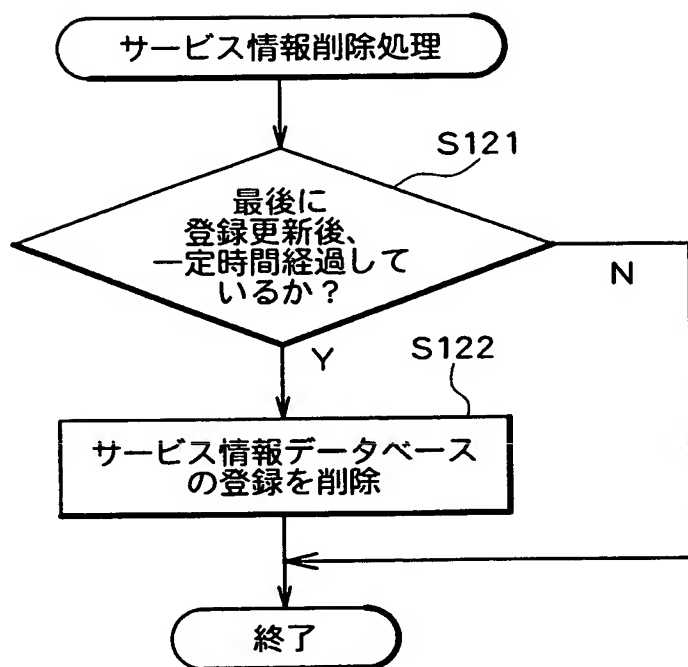 サービス情報削除処理
S121
最後に
登録更新後、
一定時間経過して
いるか？
N
Y
S122
サービス情報データベース
の登録を削除
終了